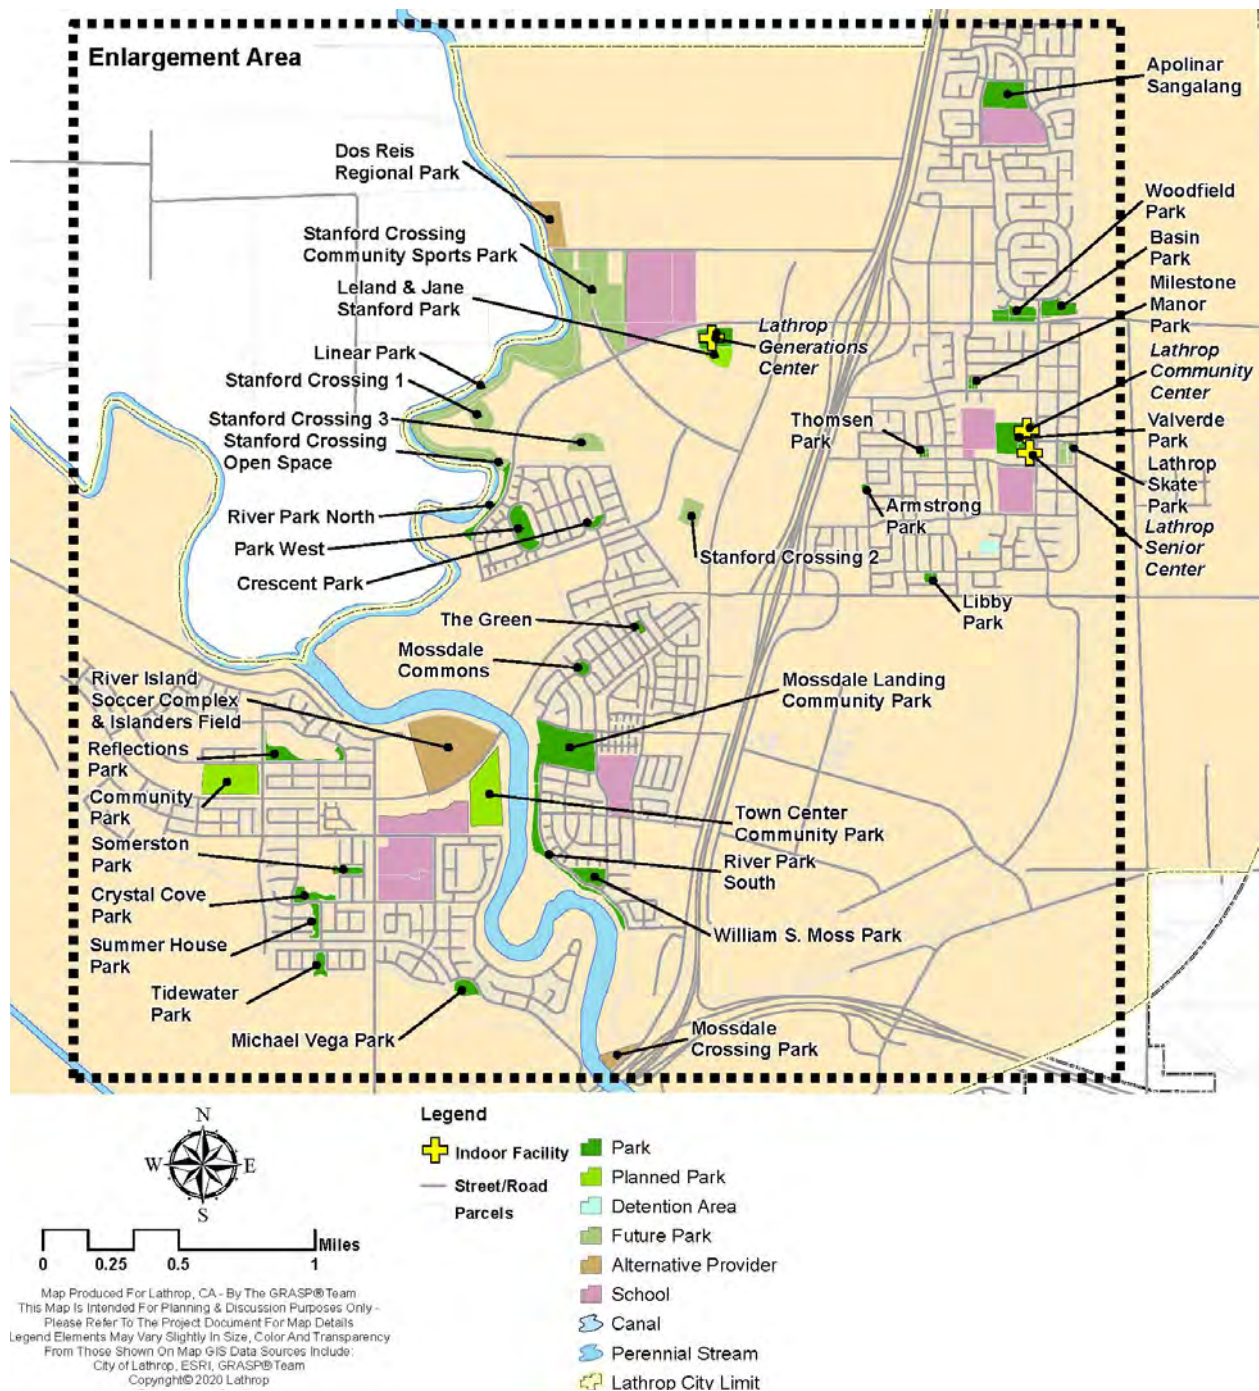 Enlargement Area
Apolinar
Sangalang
Dos Reis
Regional Park
Woodfield
Park
Stanford Crossing
Community Sports Park
Basin
Park
Leland & Jane
Stanford Park
Milestone
Manor
Park
Lathrop
Generations
Center
Linear Park
Lathrop
Community
Center
Stanford Crossing 1
Stanford Crossing 3
Thomsen
Park
Valverde
Park
Stanford Crossing
Open Space
Lathrop
Skate
Park
River Park North
Armstrong
Park
Lathrop
Senior
Center
Park West
Stanford Crossing 2
Crescent Park
Libby
Park
The Green
Mossdale
Commons
River Island
Soccer Complex
& Islanders Field
Mossdale Landing
Community Park
Reflections
Park
Community
Park
Town Center
Community Park
Somerston
Park
River Park
South
Crystal Cove
Park
William S. Moss Park
Summer House
Park
Tidewater
Park
Michael Vega Park
Mossdale
Crossing Park
N
W E
S
0 0.25 0.5 1 Miles
Map Produced For Lathrop, CA - By The GRASP® Team
This Map Is Intended For Planning & Discussion Purposes Only -
Please Refer To The Project Document For Map Details
Legend Elements May Vary Slightly In Size, Color And Transparency
From Those Shown On Map GIS Data Sources Include:
City of Lathrop, ESRI, GRASP® Team
Copyright© 2020 Lathrop
Legend
Indoor Facility
Street/Road
Parcels
Park
Planned Park
Detention Area
Future Park
Alternative Provider
School
Canal
Perennial Stream
Lathrop City Limit